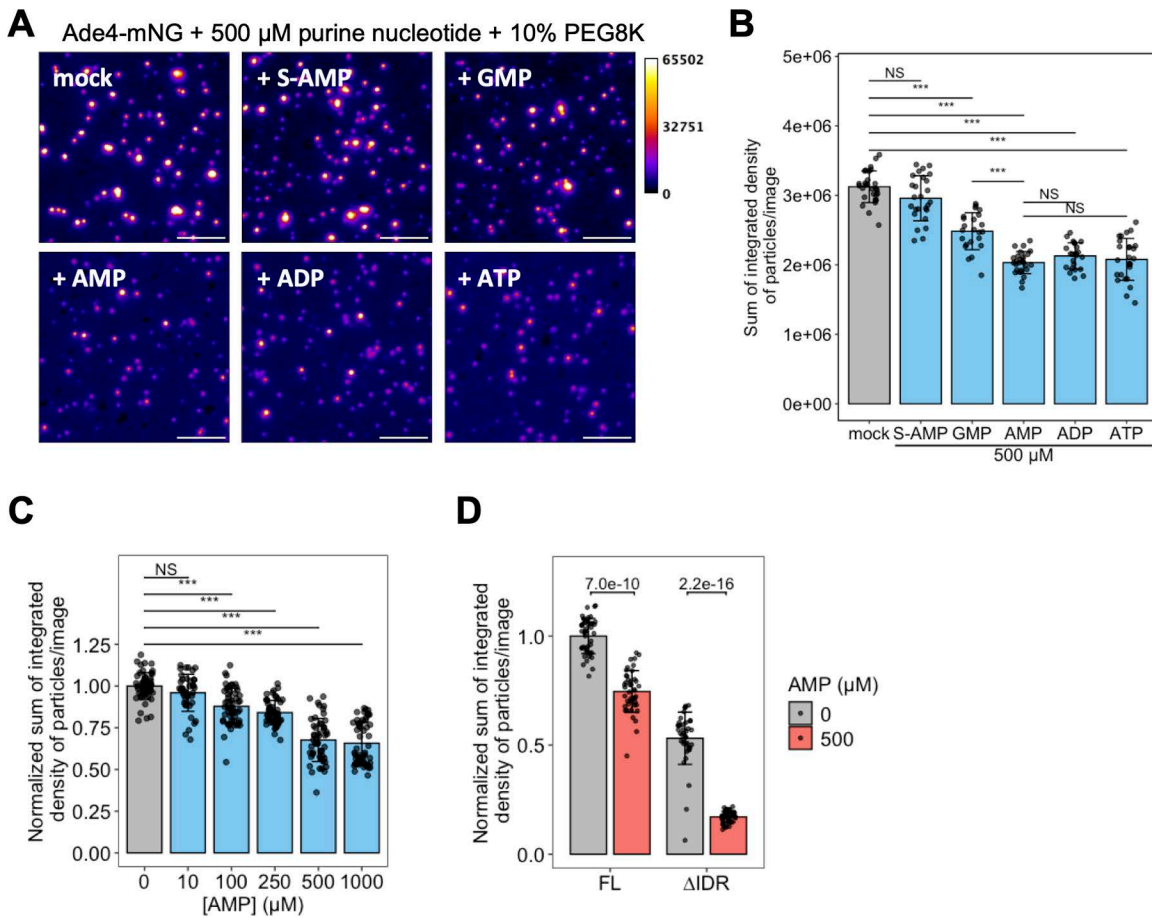 A
Ade4-mNG + 500 µM purine nucleotide + 10% PEG8K
mock
+ S-AMP
+ GMP
65502
32751
0
+ AMP
+ ADP
+ ATP
B
Sum of integrated density
of particles/image
5e+06
4e+06
3e+06
2e+06
1e+06
0e+00
NS
***
***
***
***
***
NS
NS
mock S-AMP GMP AMP ADP ATP
500 µM
C
Normalized sum of integrated
density of particles/image
1.25
1.00
0.75
0.50
0.25
0.00
NS
***
***
***
***
0 10 100 250 500 1000
[AMP] (µM)
D
Normalized sum of integrated
density of particles/image
1.0
0.5
0.0
7.0e-10 2.2e-16
FL ΔIDR
AMP (µM)
0
500